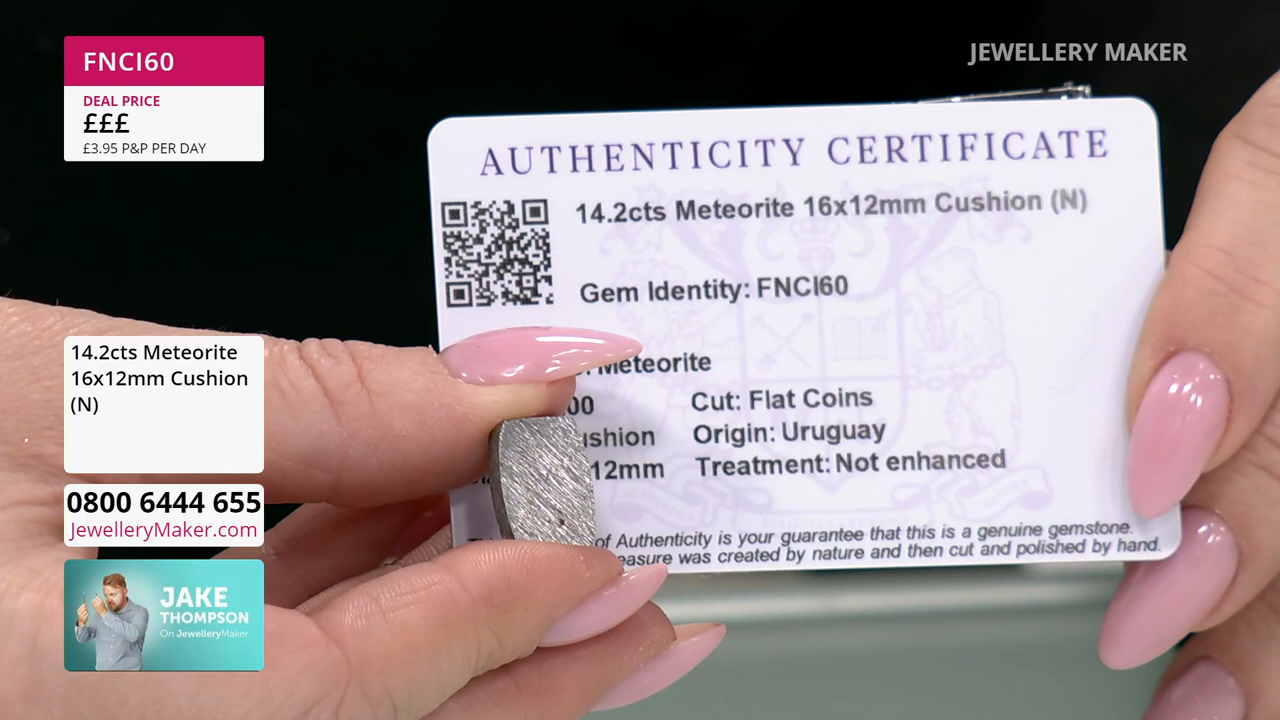 FNCI60
DEAL PRICE
£££
£3.95 P&P PER DAY
JEWELLERY MAKER
AUTHENTICITY CERTIFICATE
14.2cts Meteorite 16x12mm Cushion (N)
Gem Identity: FNCI60
Meteorite
00 Cut: Flat Coins
ushion Origin: Uruguay
12mm Treatment: Not enhanced
of Authenticity is your guarantee that this is a genuine gemstone.
easure was created by nature and then cut and polished by hand.
14.2cts Meteorite
16x12mm Cushion
(N)
0800 6444 655
JewelleryMaker.com
JAKE
THOMPSON
On JewelleryMaker